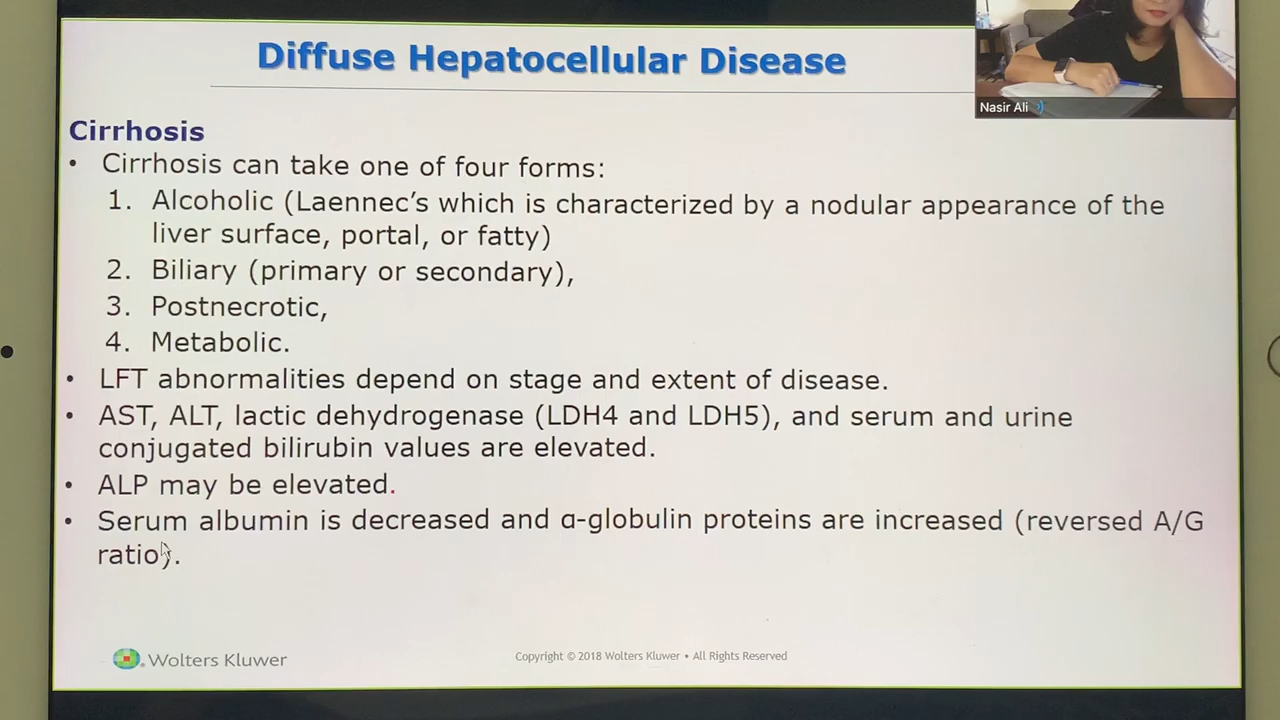 Diffuse Hepatocellular Disease
Nasir Ali
Cirrhosis
• Cirrhosis can take one of four forms:
1. Alcoholic (Laennec’s which is characterized by a nodular appearance of the
liver surface, portal, or fatty)
2. Biliary (primary or secondary),
3. Postnecrotic,
4. Metabolic.
• LFT abnormalities depend on stage and extent of disease.
• AST, ALT, lactic dehydrogenase (LDH4 and LDH5), and serum and urine
conjugated bilirubin values are elevated.
• ALP may be elevated.
• Serum albumin is decreased and α-globulin proteins are increased (reversed A/G
ratio).
Wolters Kluwer
Copyright © 2018 Wolters Kluwer • All Rights Reserved